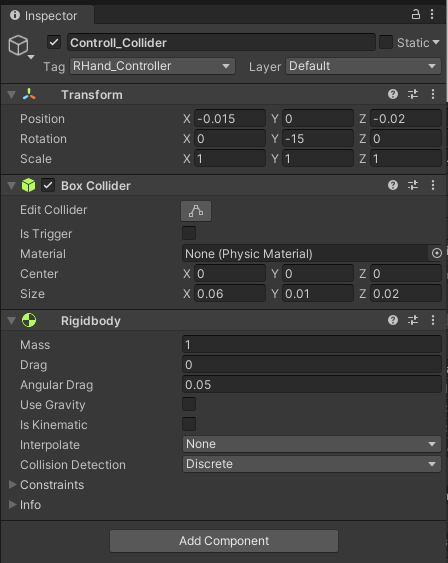 Inspector
Controll_Collider Static
Tag RHand_Controller Layer Default
Transform
Position X -0.015 Y 0 Z -0.02
Rotation X 0 Y -15 Z 0
Scale X 1 Y 1 Z 1
Box Collider
Edit Collider
Is Trigger
Material None (Physic Material)
Center X 0 Y 0 Z 0
Size X 0.06 Y 0.01 Z 0.02
Rigidbody
Mass 1
Drag 0
Angular Drag 0.05
Use Gravity
Is Kinematic
Interpolate None
Collision Detection Discrete
Constraints
Info
Add Component